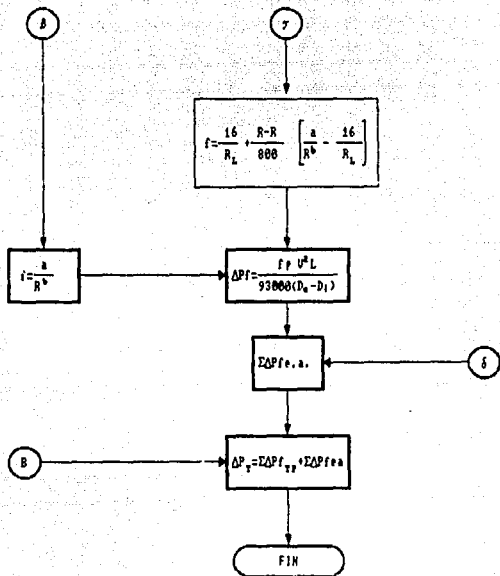 β
γ
f=16/R_L + R-R/800 [a/R^b - 16/R_L]
f=a/R^b
ΔPf=f ρ V²L/93000(D_e-D_i)
ΣΔPfe.a.
δ
B
ΔP_T=ΣΔPf_TP+ΣΔPfea
FIN